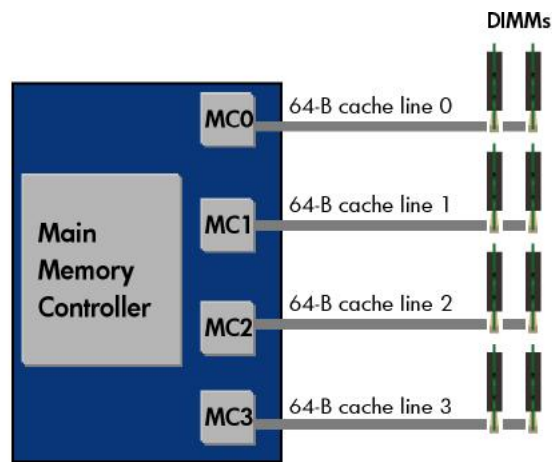 DIMMs
MC0
64-B cache line 0
MC1
64-B cache line 1
Main
Memory
Controller
MC2
64-B cache line 2
MC3
64-B cache line 3